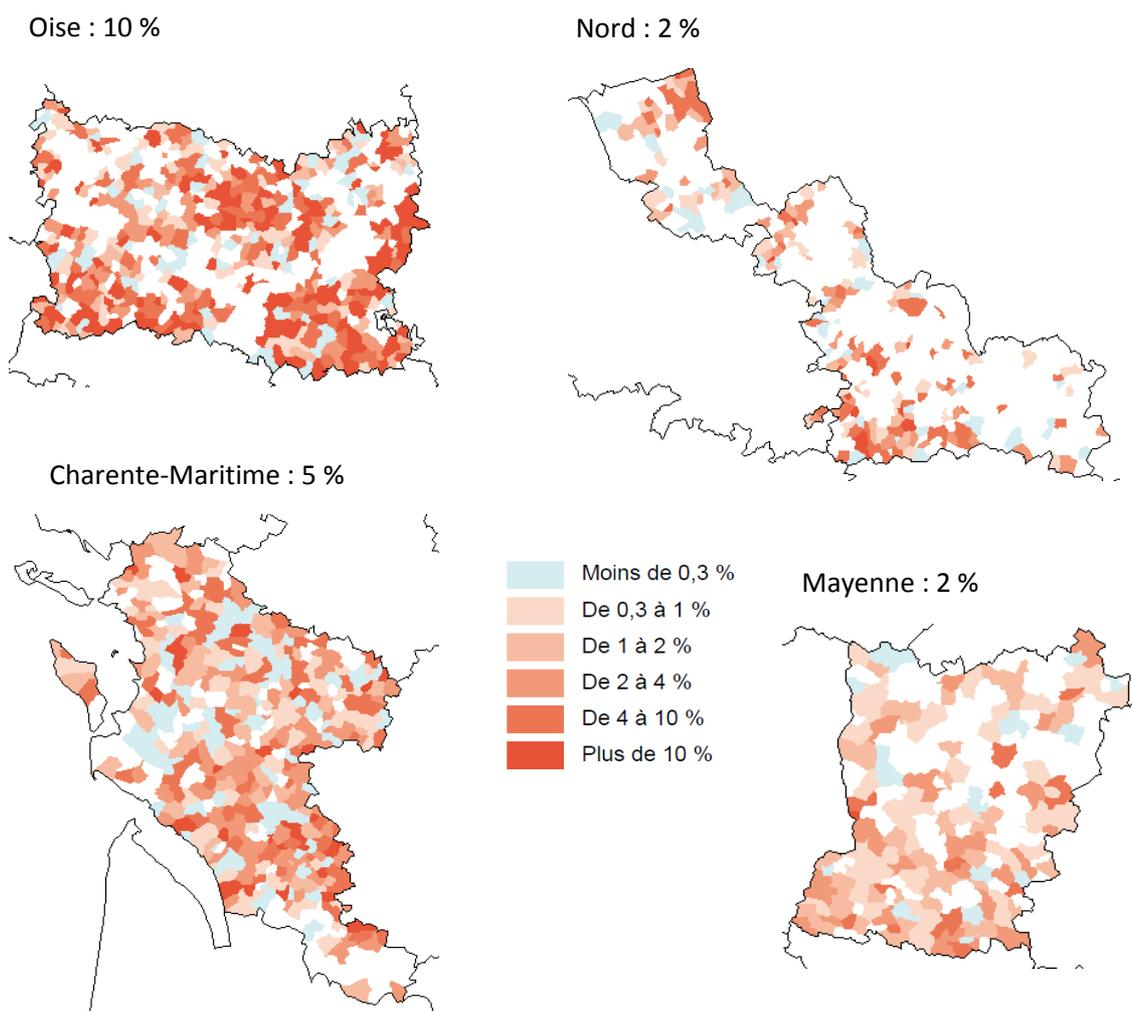 Oise : 10 %
Nord : 2 %
Charente-Maritime : 5 %
Moins de 0,3 %
De 0,3 à 1 %
De 1 à 2 %
De 2 à 4 %
De 4 à 10 %
Plus de 10 %
Mayenne : 2 %